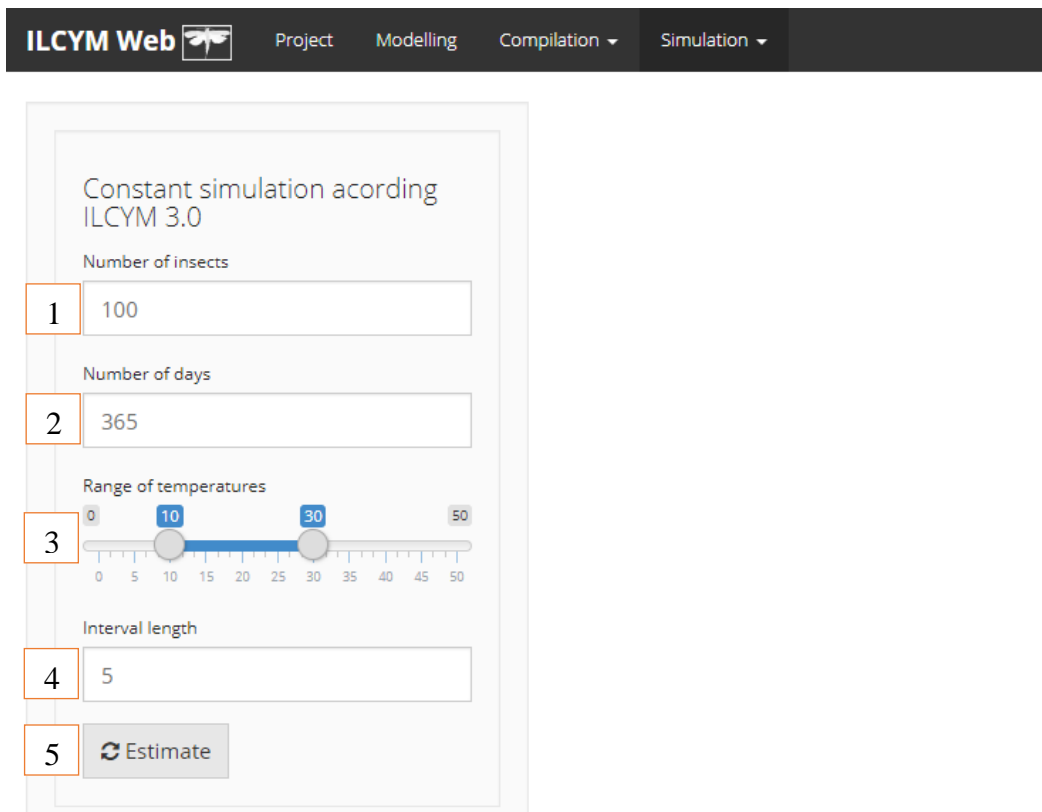 ILCYM Web Project Modelling Compilation Simulation
Constant simulation acording
ILCYM 3.0
Number of insects
1 100
Number of days
2 365
Range of temperatures
0 10 30 50
3
0 5 10 15 20 25 30 35 40 45 50
Interval length
4 5
5 Estimate